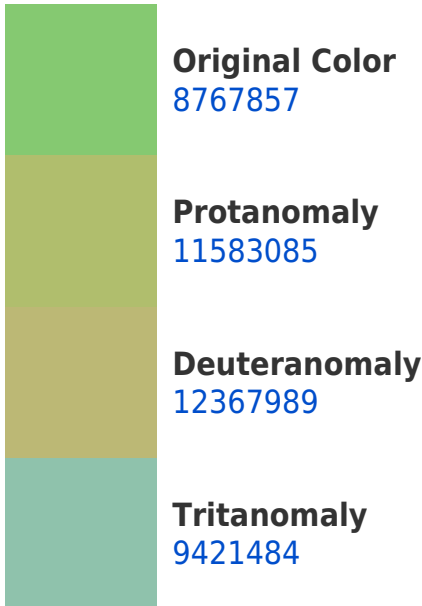 Original Color
8767857
Protanomaly
11583085
Deuteranomaly
12367989
Tritanomaly
9421484